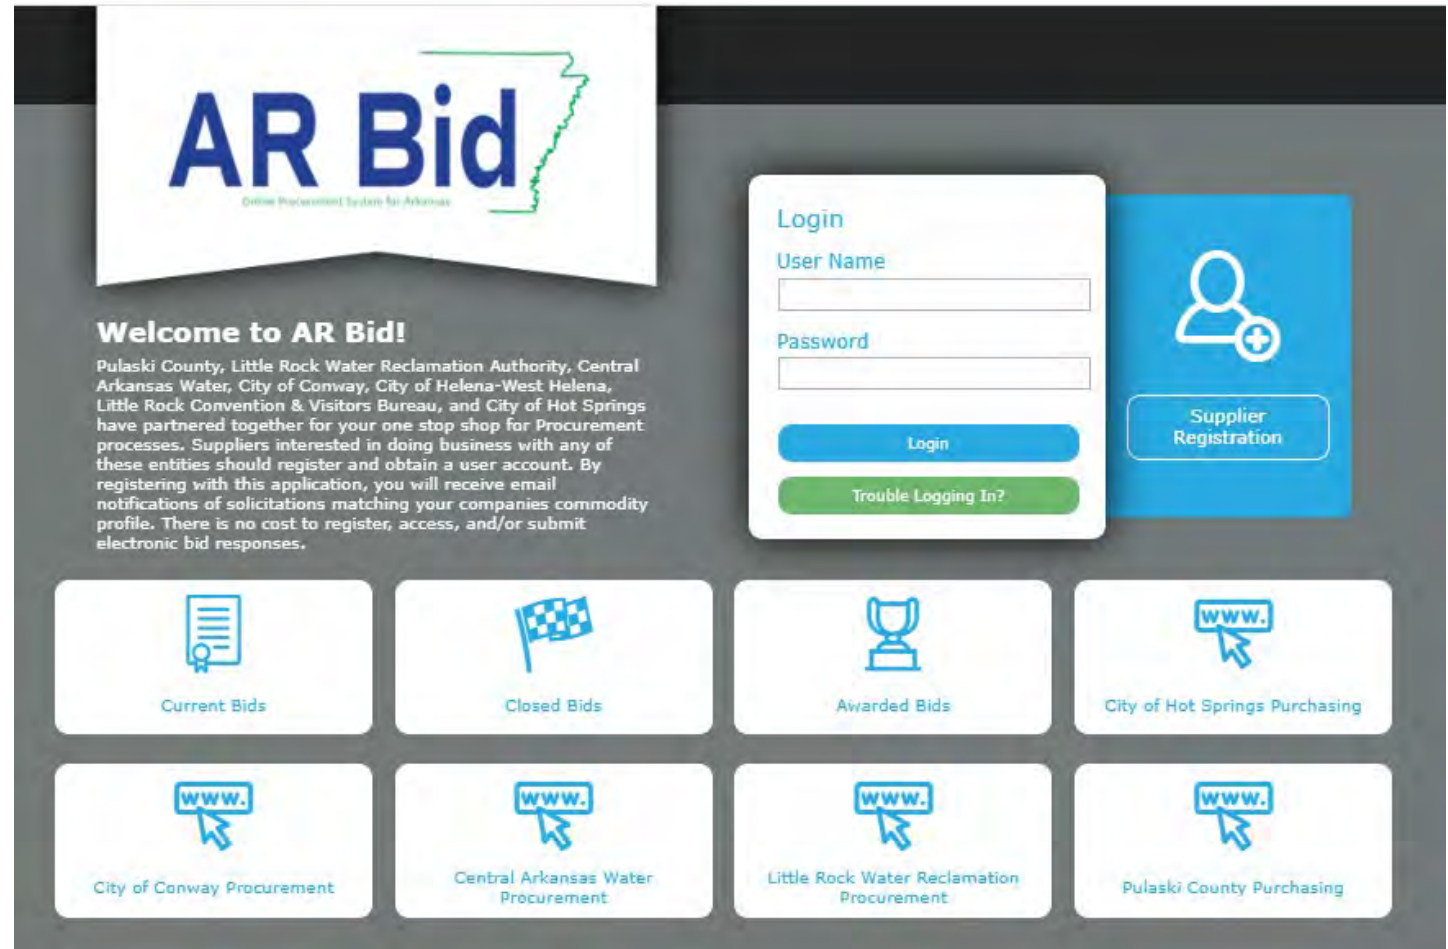 AR Bid
Online Procurement System for Arkansas
Welcome to AR Bid!
Pulaski County, Little Rock Water Reclamation Authority, Central
Arkansas Water, City of Conway, City of Helena-West Helena,
Little Rock Convention & Visitors Bureau, and City of Hot Springs
have partnered together for your one stop shop for Procurement
processes. Suppliers interested in doing business with any of
these entities should register and obtain a user account. By
registering with this application, you will receive email
notifications of solicitations matching your companies commodity
profile. There is no cost to register, access, and/or submit
electronic bid responses.
Login
User Name
Password
Login
Trouble Logging In?
Supplier
Registration
Current Bids
Closed Bids
Awarded Bids
www.
City of Hot Springs Purchasing
www.
City of Conway Procurement
www.
Central Arkansas Water
Procurement
www.
Little Rock Water Reclamation
Procurement
www.
Pulaski County Purchasing